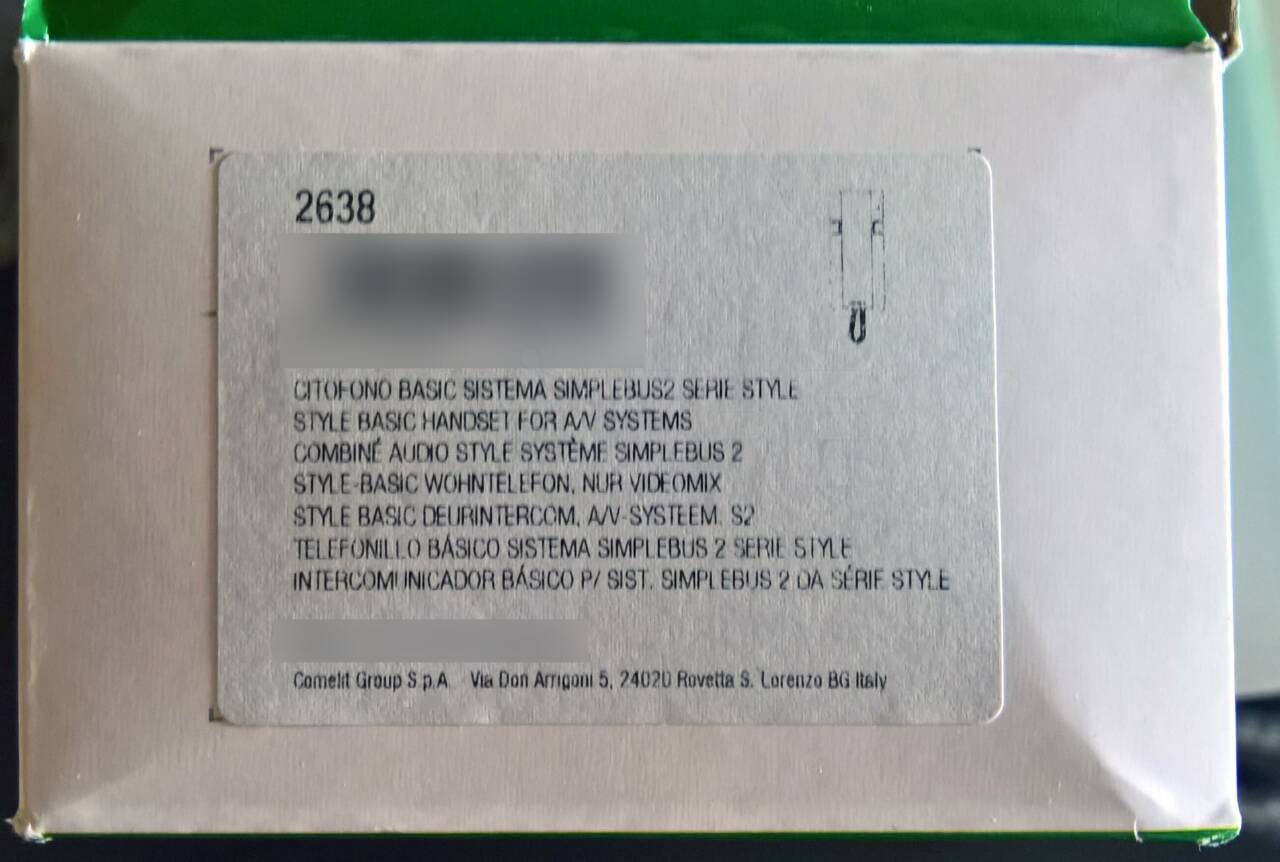 2638
CITOFONO BASIC SISTEMA SIMPLEBUS2 SERIE STYLE
STYLE BASIC HANDSET FOR A/V SYSTEMS
COMBINÉ AUDIO STYLE SYSTÈME SIMPLEBUS 2
STYLE-BASIC WOHNTELEFON, NUR VIDEOMIX
STYLE BASIC DEURINTERCOM, A/V-SYSTEEM. S2
TELEFONILLO BÁSICO SISTEMA SIMPLEBUS 2 SERIE STYLE
INTERCOMUNICADOR BÁSICO P/ SIST. SIMPLEBUS 2 DA SÉRIE STYLE
Comelit Group S.p.A. Via Don Arrigoni 5, 24020 Rovetta S. Lorenzo BG Italy